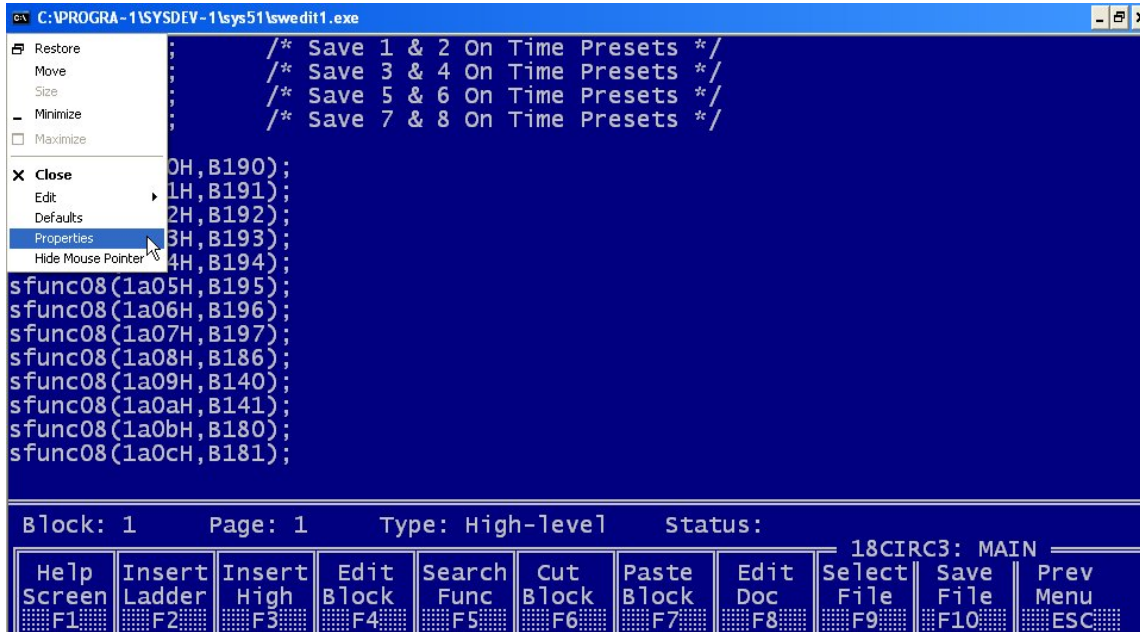 C:\PROGRA~1\SYSDEV~1\sys51\swedit1.exe
Restore
Move
Size
Minimize
Maximize
Close
Edit
Defaults
Properties
Hide Mouse Pointer
; /* Save 1 & 2 On Time Presets */
; /* Save 3 & 4 On Time Presets */
; /* Save 5 & 6 On Time Presets */
; /* Save 7 & 8 On Time Presets */
0H,B190);
1H,B191);
2H,B192);
3H,B193);
4H,B194);
sfunc08(1a05H,B195);
sfunc08(1a06H,B196);
sfunc08(1a07H,B197);
sfunc08(1a08H,B186);
sfunc08(1a09H,B140);
sfunc08(1a0aH,B141);
sfunc08(1a0bH,B180);
sfunc08(1a0cH,B181);
Block: 1 Page: 1 Type: High-level Status:
18CIRC3: MAIN
Help Insert Insert Edit Search Cut Paste Edit Select Save Prev
Screen Ladder High Block Func Block Block Doc File File Menu
F1 F2 F3 F4 F5 F6 F7 F8 F9 F10 ESC